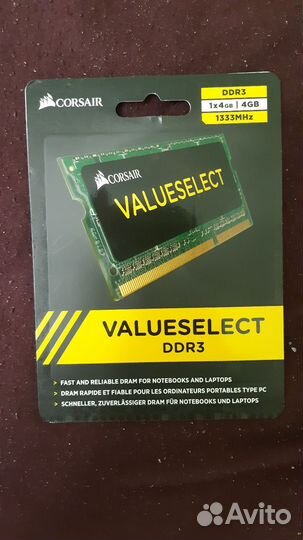 CORSAIR
DDR3
1x4GB | 4GB
1333MHz
CORSAIR
VALUESELECT
VALUESELECT
DDR3
FAST AND RELIABLE DRAM FOR NOTEBOOKS AND LAPTOPS
DRAM RAPIDE ET FIABLE POUR LES ORDINATEURS PORTABLES TYPE PC
SCHNELLER, ZUVERLÄSSIGER DRAM FÜR NOTEBOOKS UND LAPTOPS
Avito